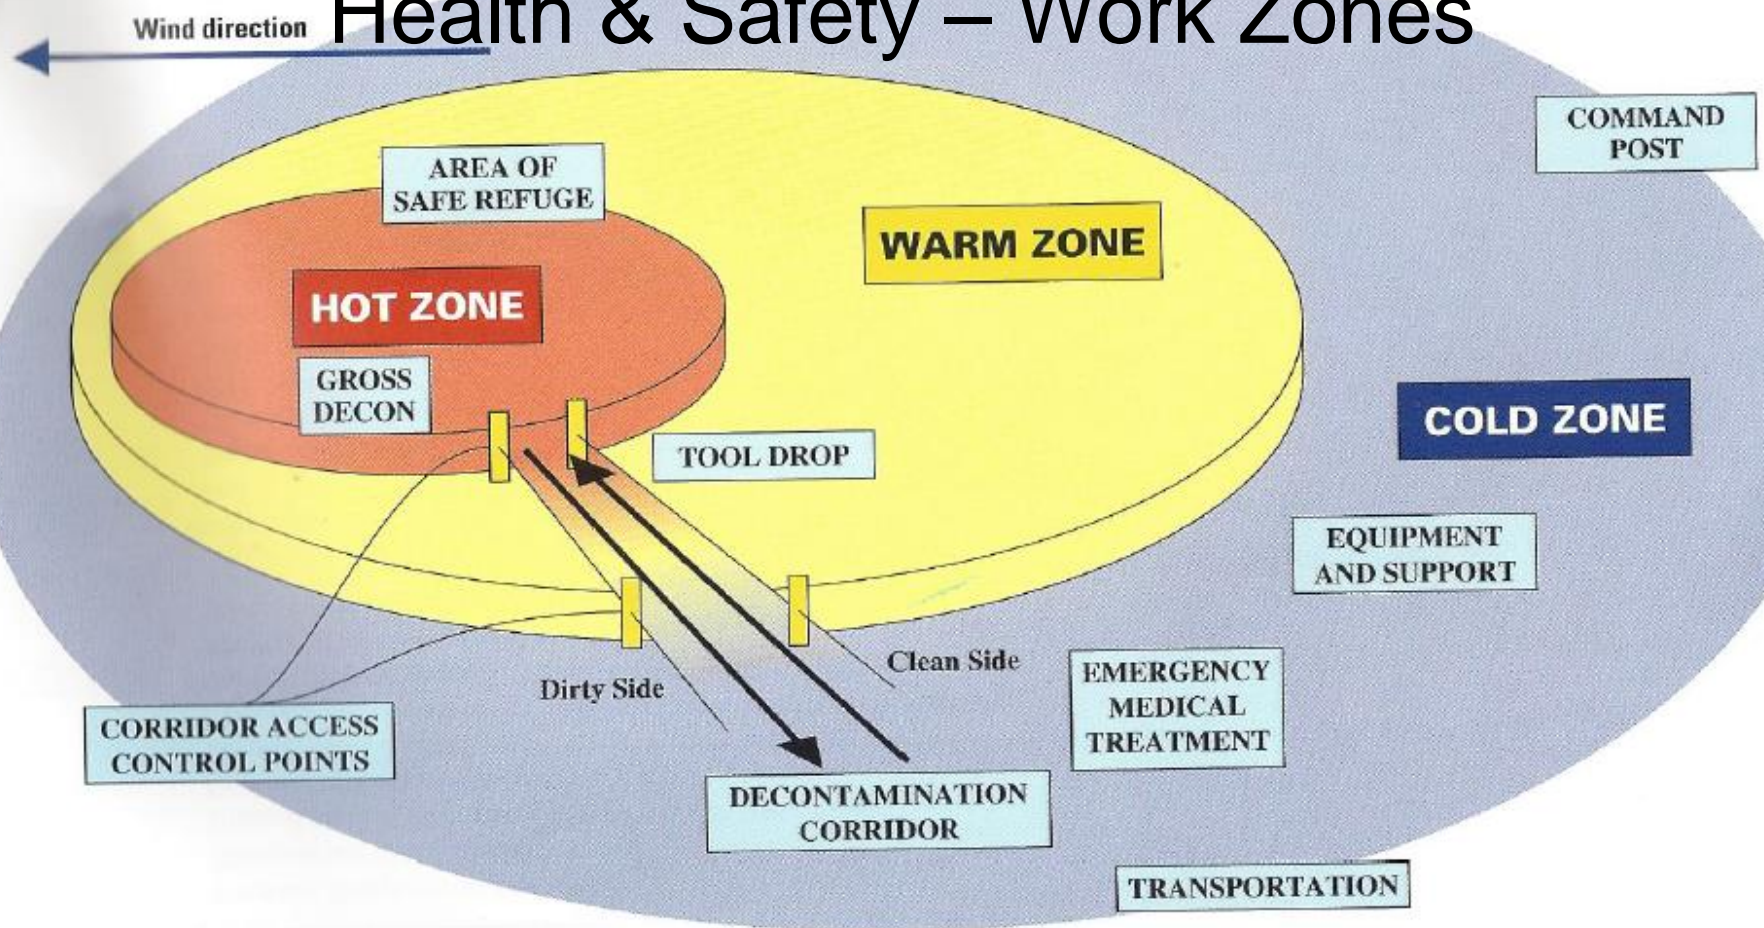 Health & Safety – Work Zones
Wind direction
COMMAND
POST
AREA OF
SAFE REFUGE
WARM ZONE
HOT ZONE
GROSS
DECON
COLD ZONE
TOOL DROP
EQUIPMENT
AND SUPPORT
Clean Side
Dirty Side
EMERGENCY
MEDICAL
TREATMENT
CORRIDOR ACCESS
CONTROL POINTS
DECONTAMINATION
CORRIDOR
TRANSPORTATION